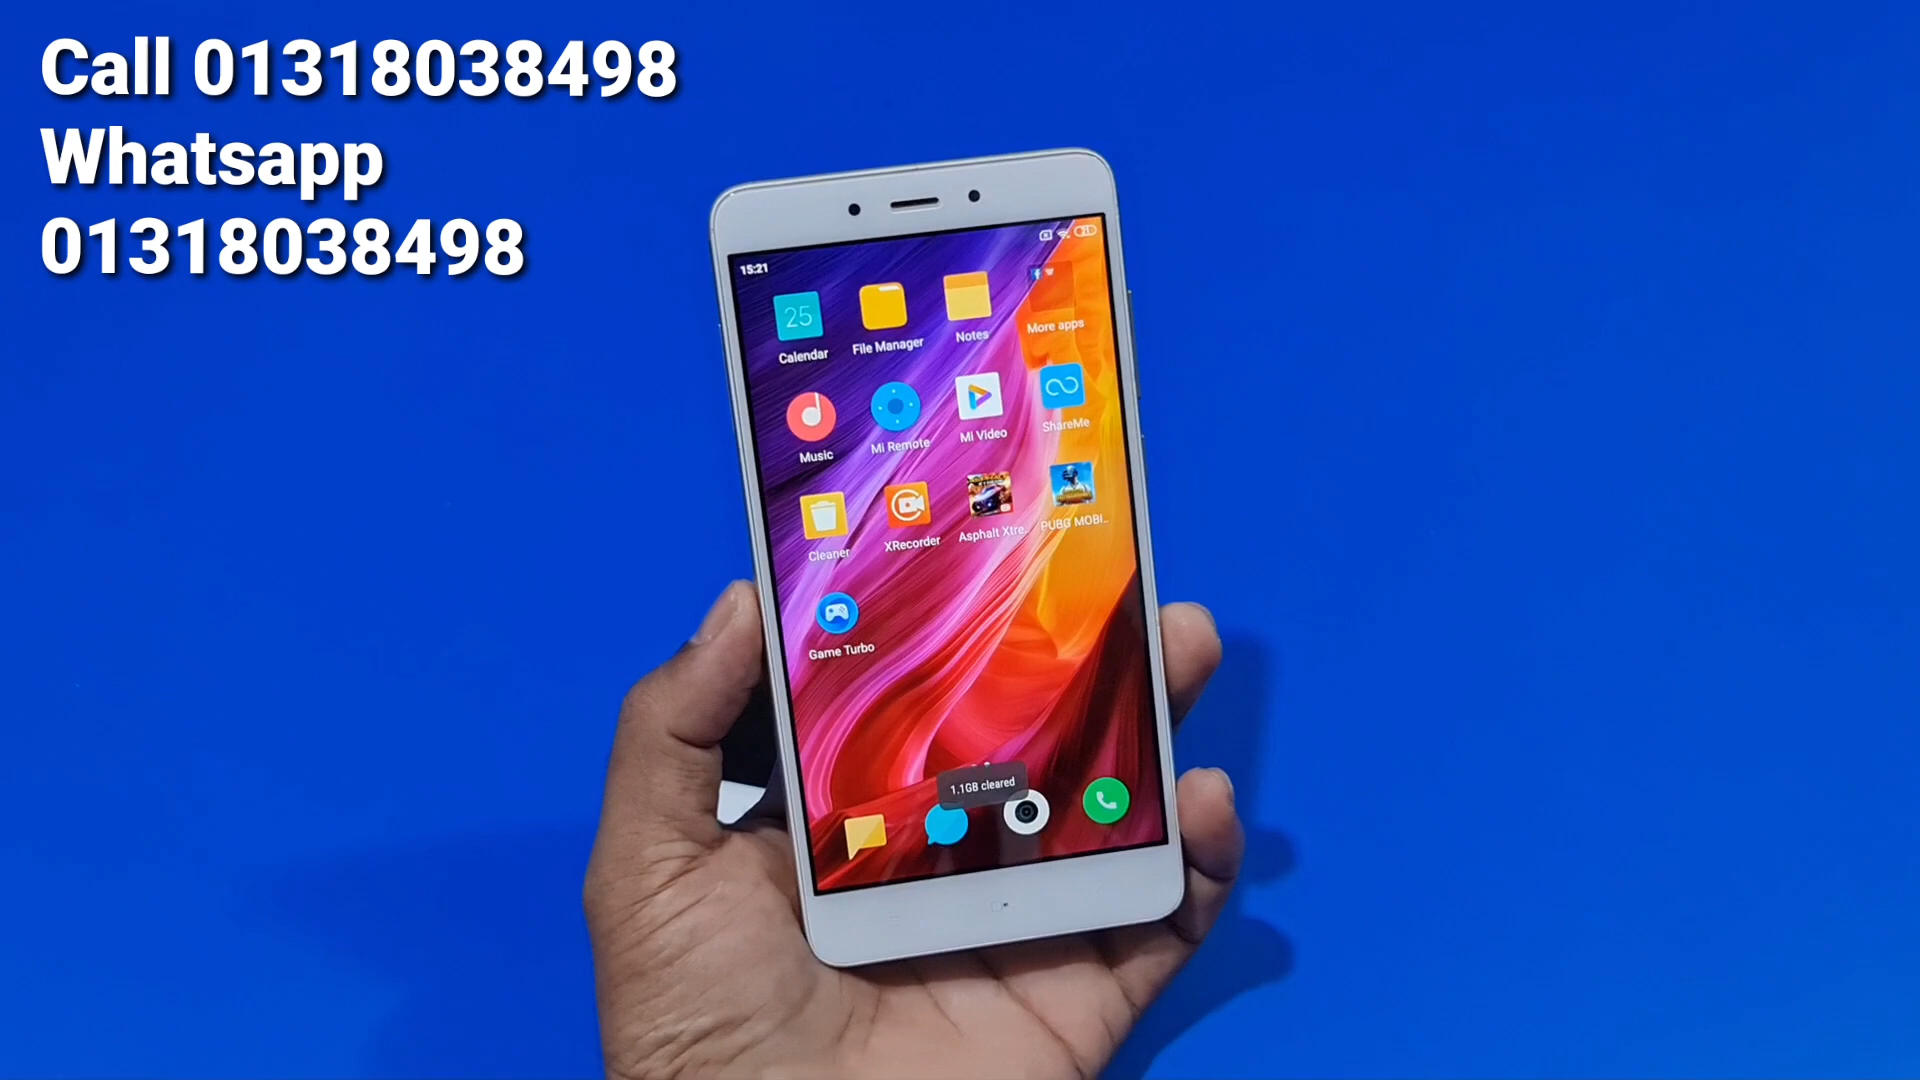 Call 01318038498
Whatsapp
01318038498
15:21
21
25
Calendar
File Manager
Notes
More apps
Music
Mi Remote
Mi Video
ShareMe
Cleaner
XRecorder
Asphalt Xtre..
PUBG MOBI..
Game Turbo
1.1GB cleared